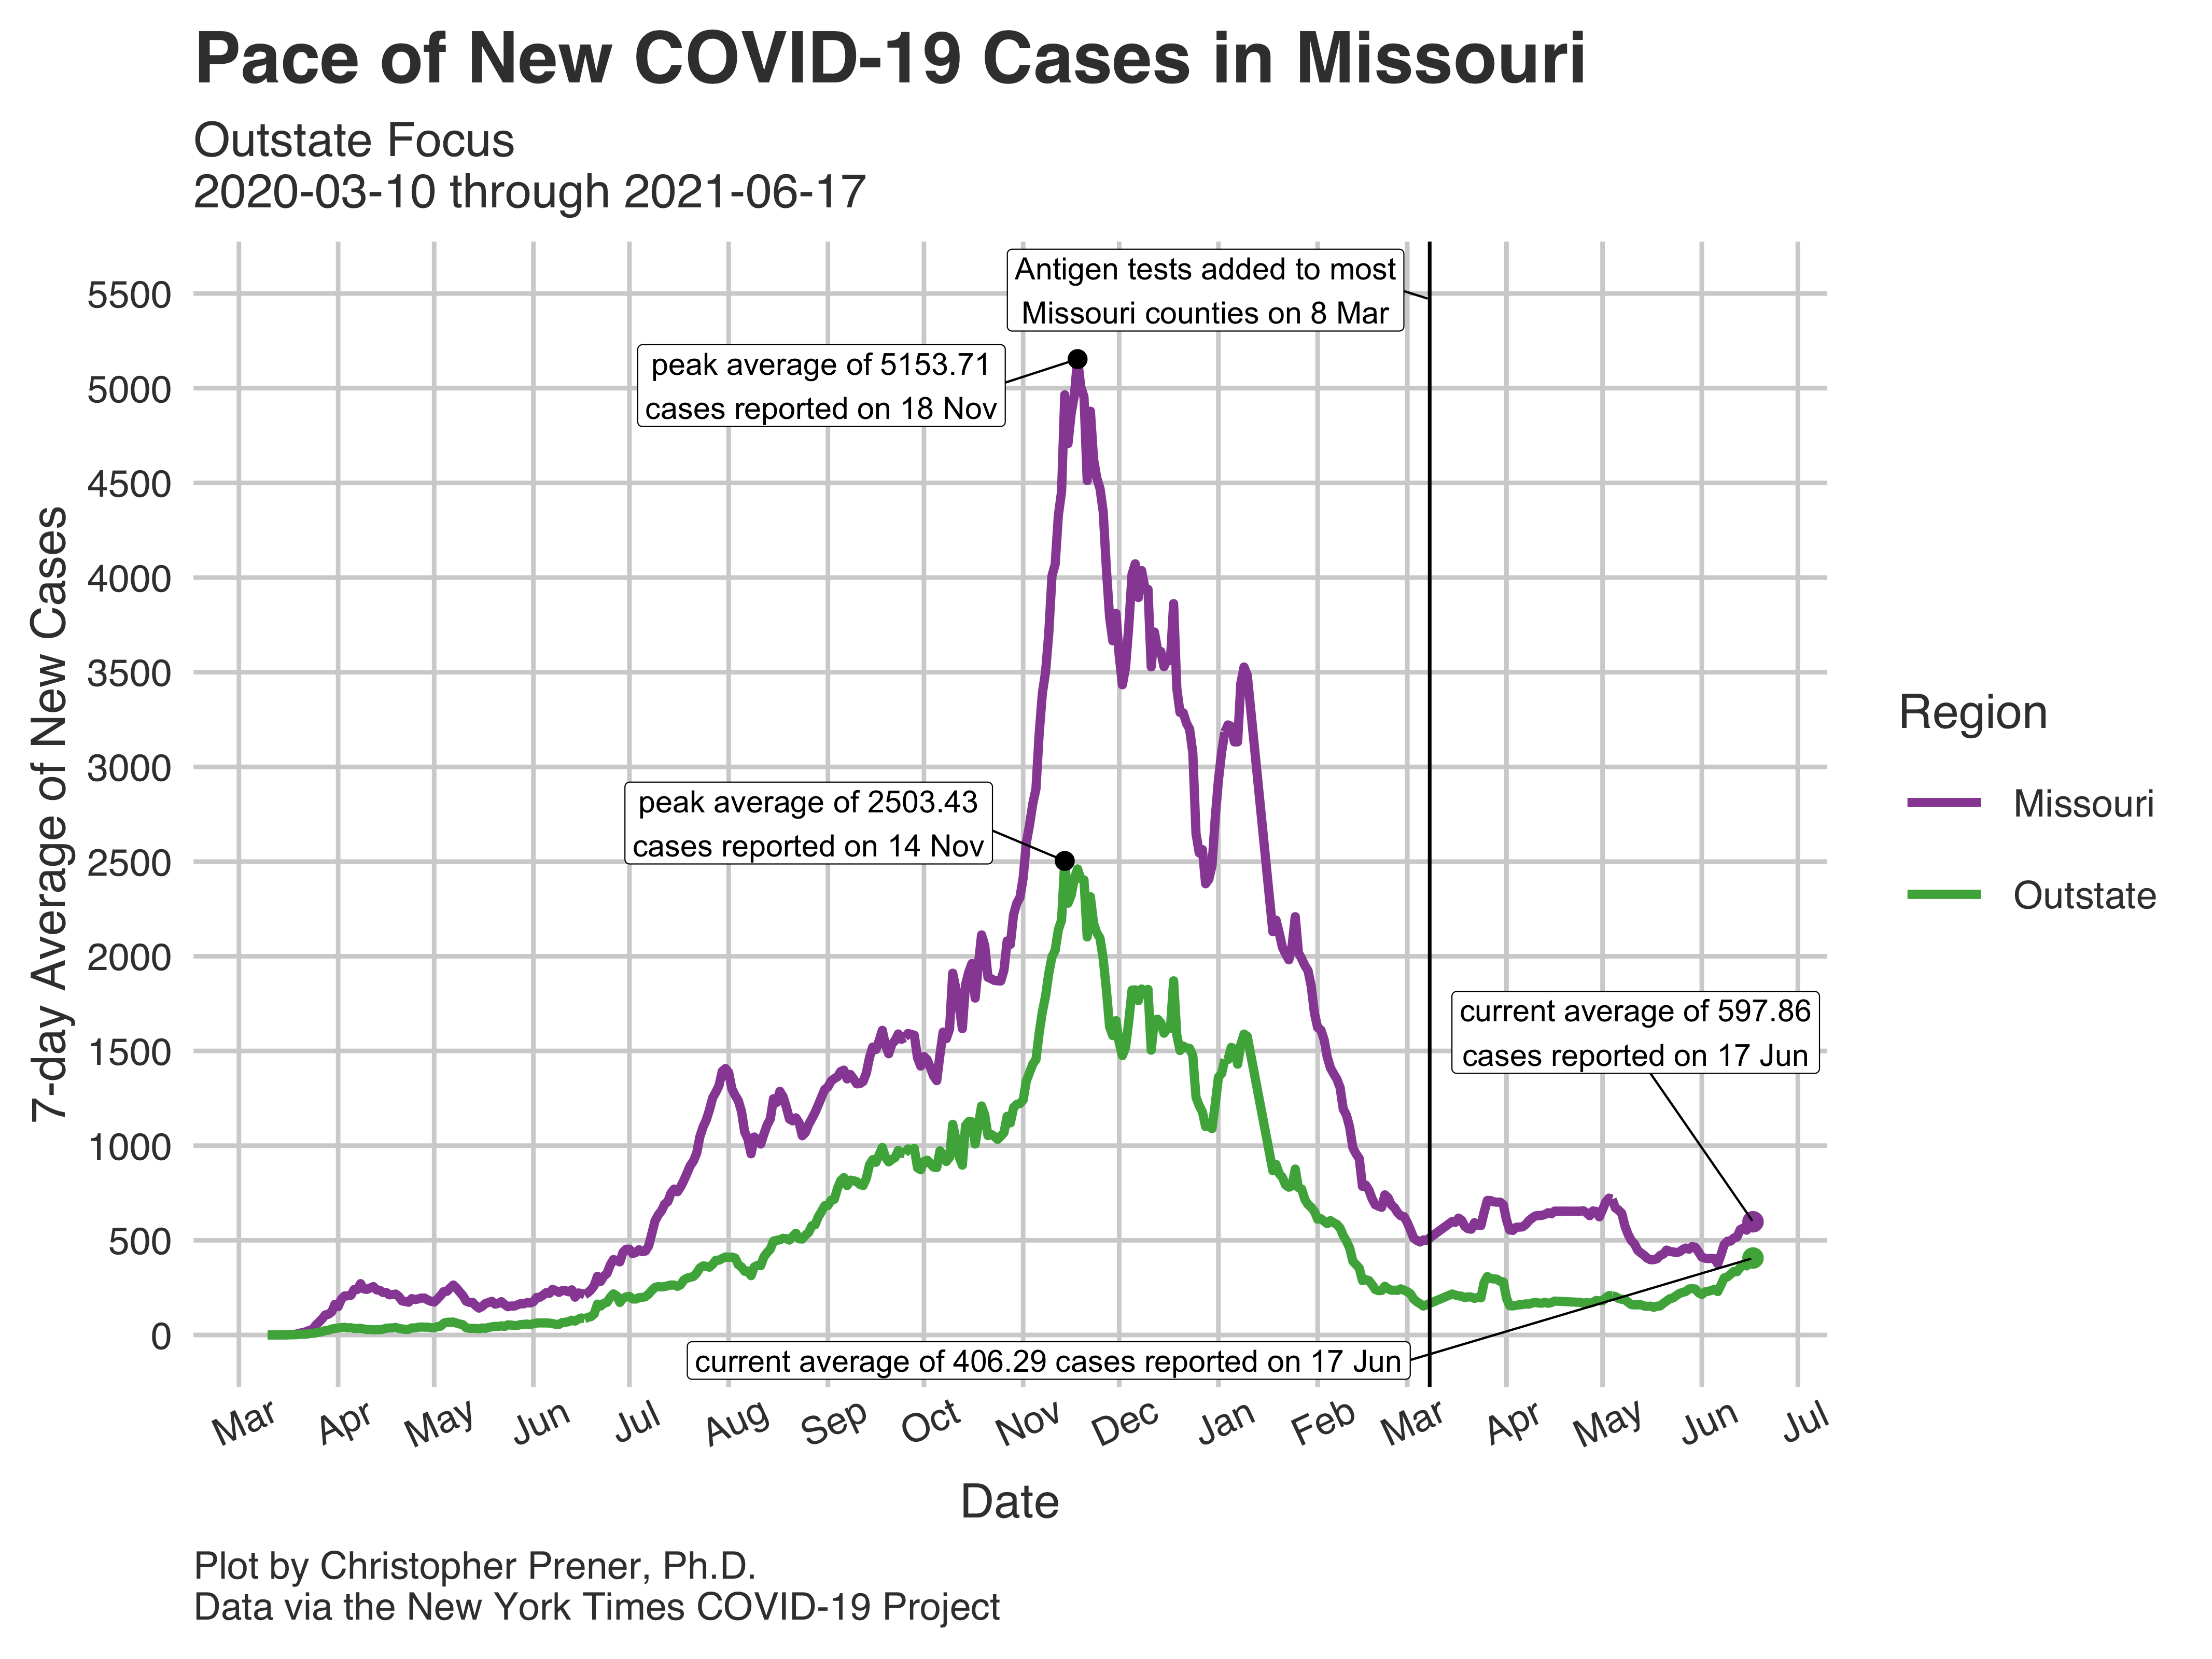 Pace of New COVID-19 Cases in Missouri
Outstate Focus
2020-03-10 through 2021-06-17
Antigen tests added to most
Missouri counties on 8 Mar
peak average of 5153.71
cases reported on 18 Nov
peak average of 2503.43
cases reported on 14 Nov
current average of 597.86
cases reported on 17 Jun
current average of 406.29 cases reported on 17 Jun
7-day Average of New Cases
5500
5000
4500
4000
3500
3000
2500
2000
1500
1000
500
0
Mar Apr May Jun Jul Aug Sep Oct Nov Dec Jan Feb Mar Apr May Jun Jul
Date
Region
Missouri
Outstate
Plot by Christopher Prener, Ph.D.
Data via the New York Times COVID-19 Project